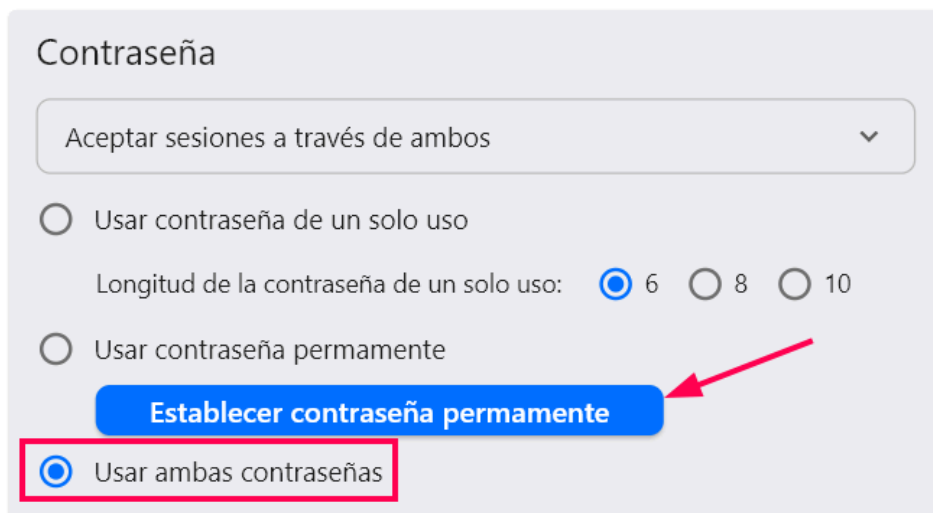 Contraseña
Aceptar sesiones a través de ambos
Usar contraseña de un solo uso
Longitud de la contraseña de un solo uso: 6 8 10
Usar contraseña permamente
Establecer contraseña permamente
Usar ambas contraseñas